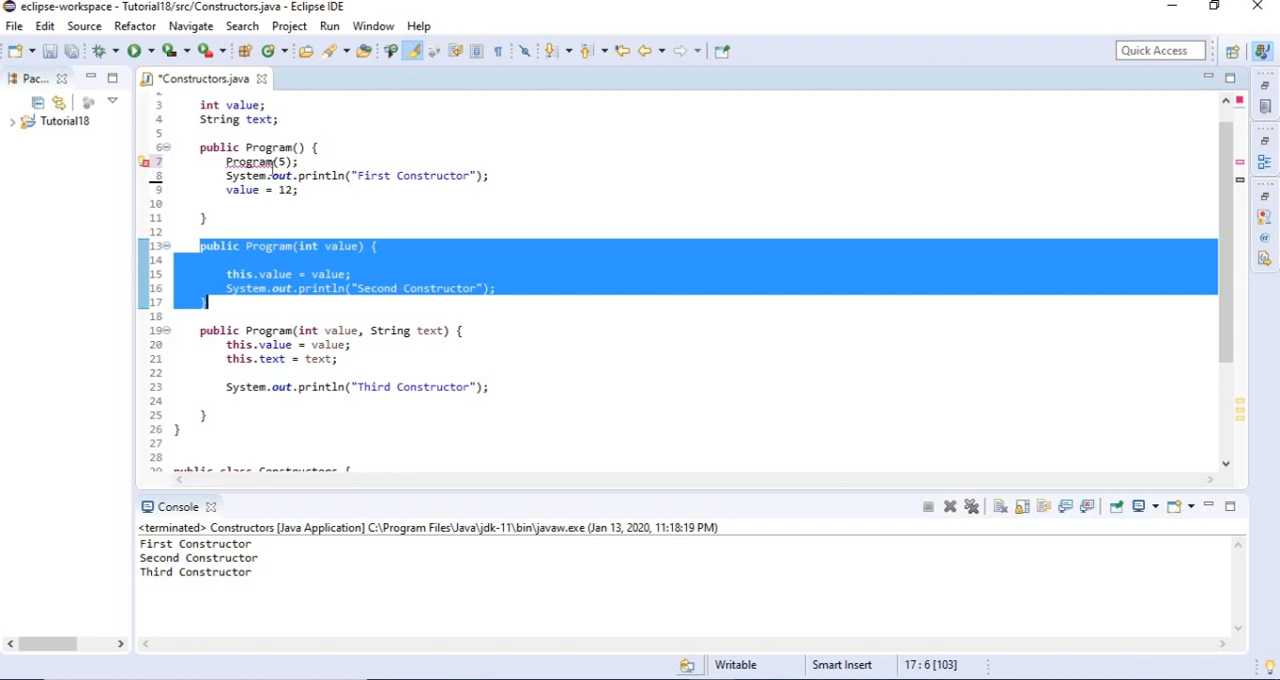 eclipse-workspace - Tutorial18/src/Constructors.java - Eclipse IDE
File Edit Source Refactor Navigate Search Project Run Window Help
Quick Access
Pac...
*Constructors.java
Tutorial18
3 int value;
4 String text;
5
6 public Program() {
7 Program(5);
8 System.out.println("First Constructor");
9 value = 12;
10
11 }
12
13 public Program(int value) {
14
15 this.value = value;
16 System.out.println("Second Constructor");
17 }
18
19 public Program(int value, String text) {
20 this.value = value;
21 this.text = text;
22
23 System.out.println("Third Constructor");
24
25 }
26 }
27
28
public class Constructors {
Console
<terminated> Constructors [Java Application] C:\Program Files\Java\jdk-11\bin\javaw.exe (Jan 13, 2020, 11:18:19 PM)
First Constructor
Second Constructor
Third Constructor
Writable Smart Insert 17 : 6 [103]